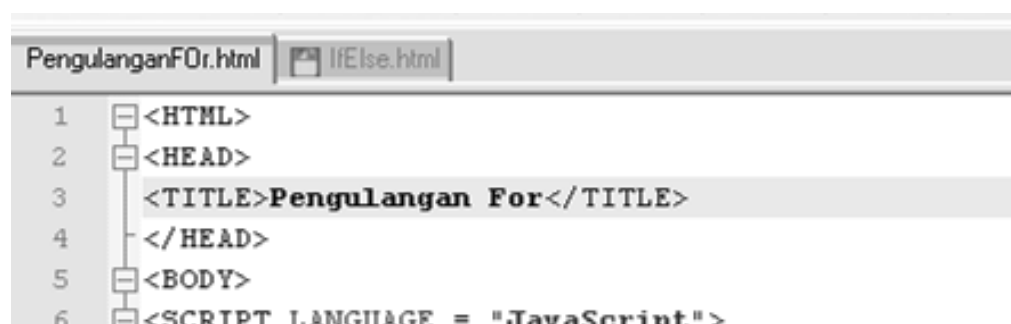 PengulanganFOr.html IfElse.html
1 <HTML>
2 <HEAD>
3 <TITLE>Pengulangan For</TITLE>
4 </HEAD>
5 <BODY>
6 <SCRIPT LANGUAGE = "JavaScript">